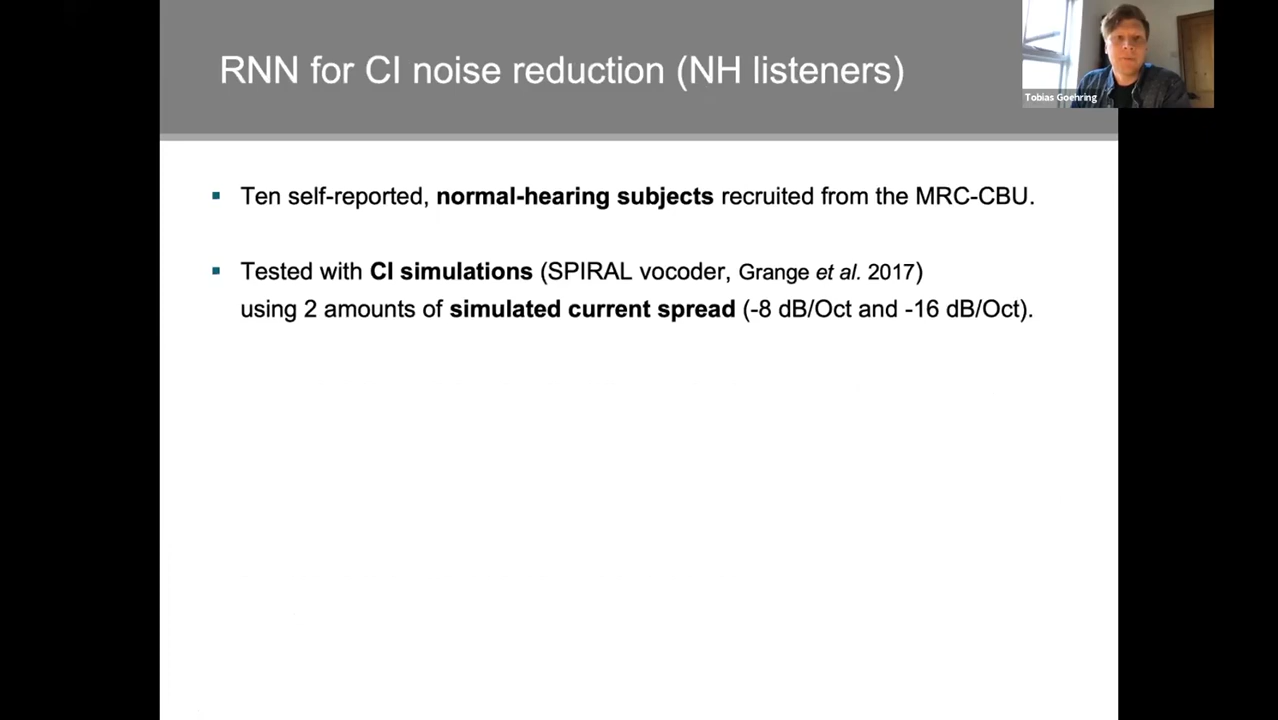 RNN for CI noise reduction (NH listeners)
Tobias Goehring
▪ Ten self-reported, normal-hearing subjects recruited from the MRC-CBU.
▪ Tested with CI simulations (SPIRAL vocoder, Grange et al. 2017)
using 2 amounts of simulated current spread (-8 dB/Oct and -16 dB/Oct).